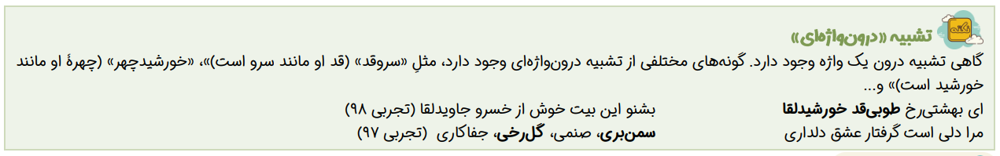 نکته
تشبیه «درون‌واژه‌ای»
گاهی تشبیه درون یک واژه وجود دارد. گونه‌های مختلفی از تشبیه درون‌واژه‌ای وجود دارد، مثلِ «سروقد» (قد او مانند سرو است)»، «خورشیدچهر» (چهرهٔ او مانند
خورشید است)» و...
ای بهشتی‌رخ طوبی‌قد خورشیدلقا بشنو این بیت خوش از خسرو جاویدلقا (تجربی ۹۸)
مرا دلی است گرفتار عشق دلداری سمن‌بری، صنمی، گل‌رخی، جفاکاری (تجربی ۹۷)